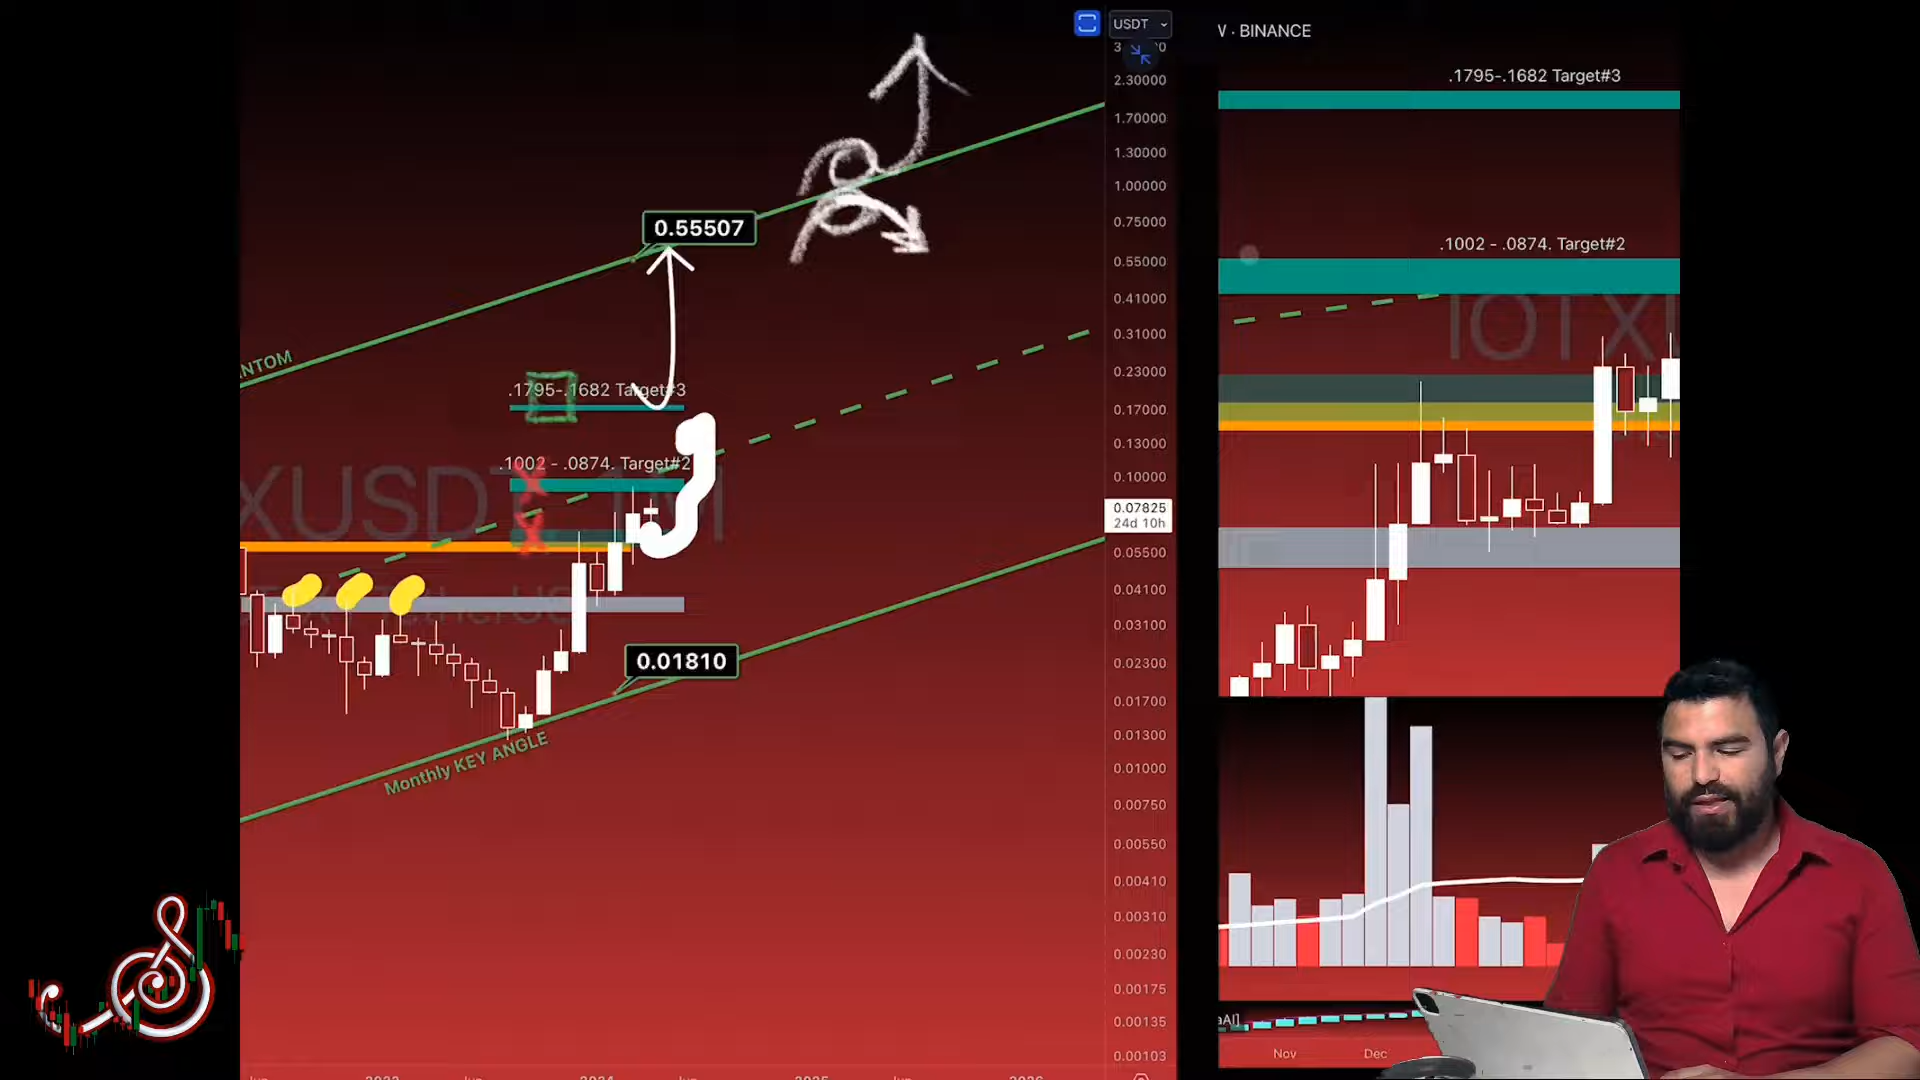 USDT
2.30000
1.70000
1.30000
1.00000
0.75000
0.55000
0.41000
0.31000
0.23000
0.17000
0.13000
0.10000
0.07825
24d 10h
0.05500
0.04100
0.03100
0.02300
0.01700
0.01300
0.01000
0.00750
0.00550
0.00410
0.00310
0.00230
0.00175
0.00135
0.00103
0.55507
NTOM
.1795-.1682 Target#3
.1002 - .0874. Target#2
XUSDT
0.01810
Monthly KEY ANGLE
2024
· BINANCE
.1795-.1682 Target#3
.1002 - .0874. Target#2
IOTX
aAI]
Nov
Dec